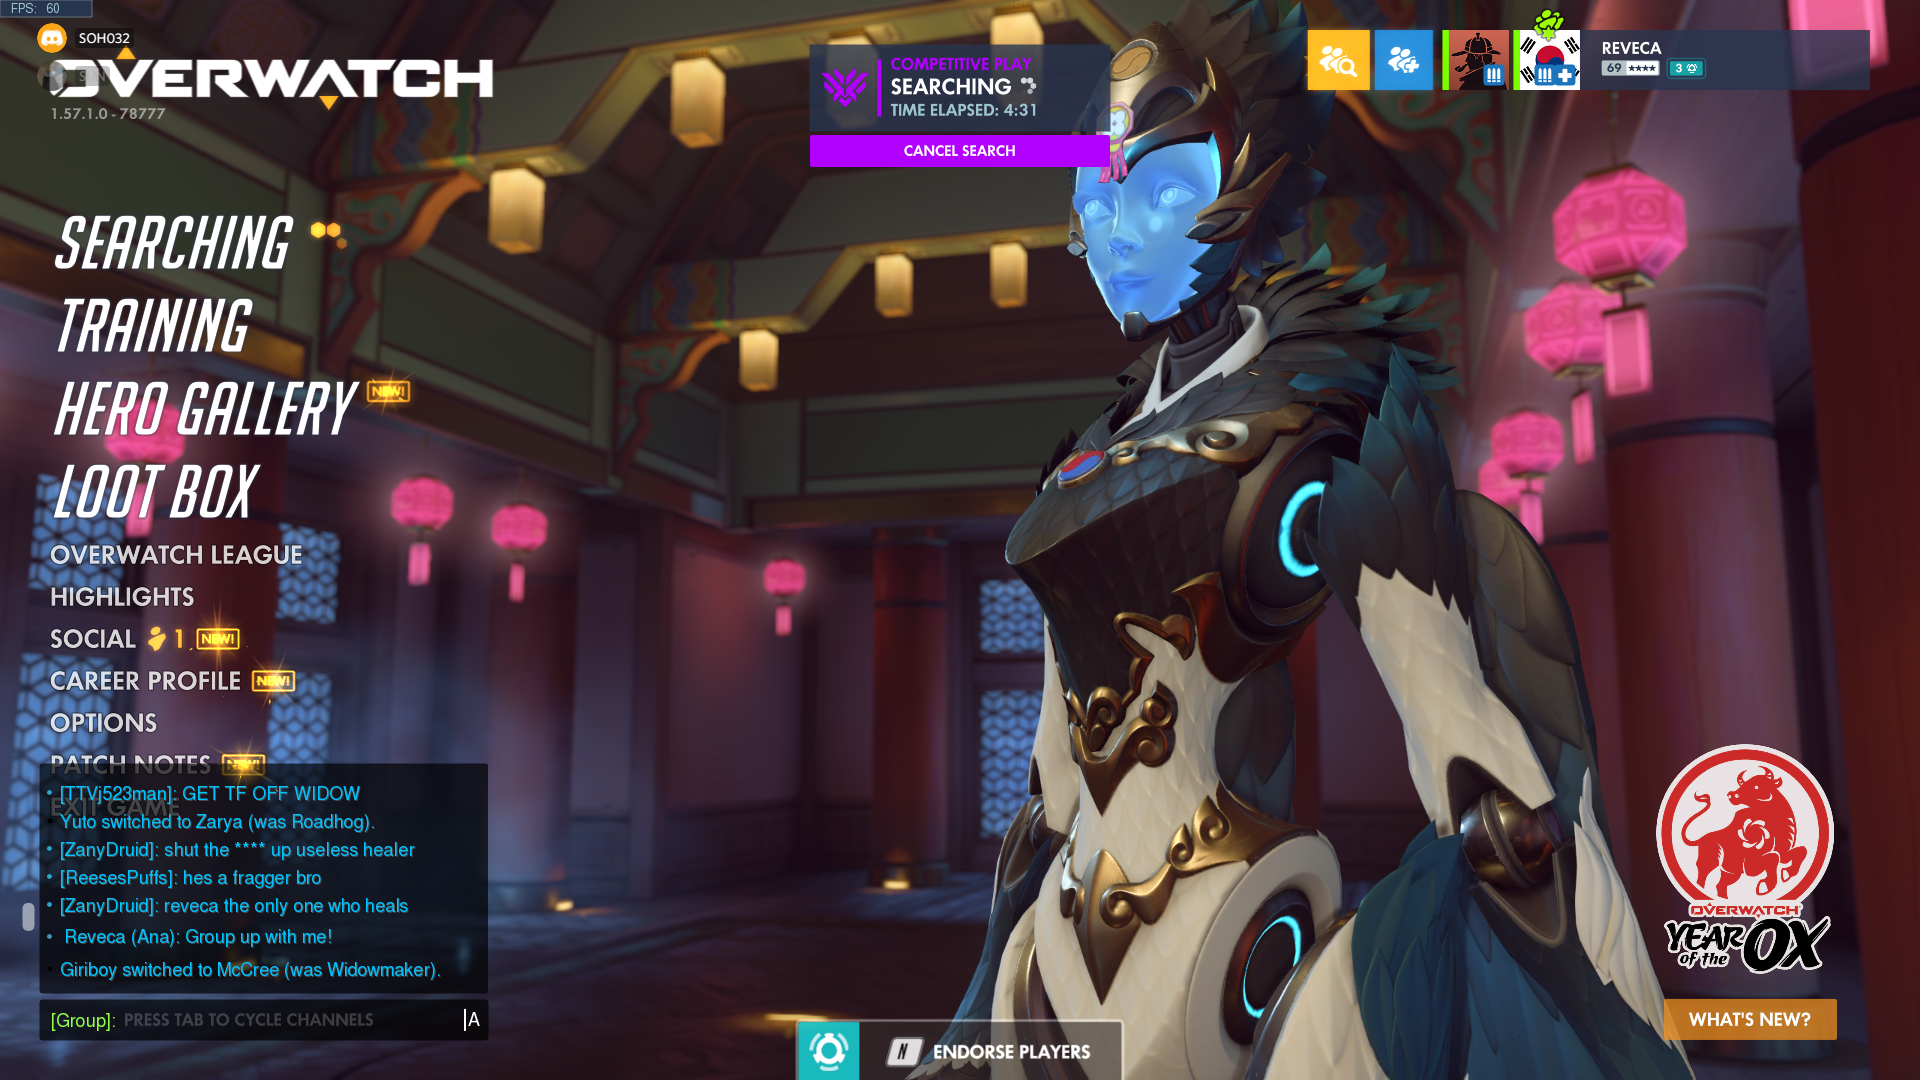 FPS: 60
SOH032
OVERWATCH
1.57.1.0 - 78777
COMPETITIVE PLAY
SEARCHING
TIME ELAPSED: 4:31
CANCEL SEARCH
REVECA
69 ★★★★ 3
SEARCHING
TRAINING
HERO GALLERY NEW!
LOOT BOX
OVERWATCH LEAGUE
HIGHLIGHTS
SOCIAL 1 NEW!
CAREER PROFILE NEW!
OPTIONS
PATCH NOTES NEW!
EXIT GAME
• [TTVj523man]: GET TF OFF WIDOW
• Yuto switched to Zarya (was Roadhog).
• [ZanyDruid]: shut the **** up useless healer
• [ReesesPuffs]: hes a fragger bro
• [ZanyDruid]: reveca the only one who heals
• Reveca (Ana): Group up with me!
• Giriboy switched to McCree (was Widowmaker).
[Group]: PRESS TAB TO CYCLE CHANNELS A
N ENDORSE PLAYERS
OVERWATCH
YEAR of the OX
WHAT'S NEW?